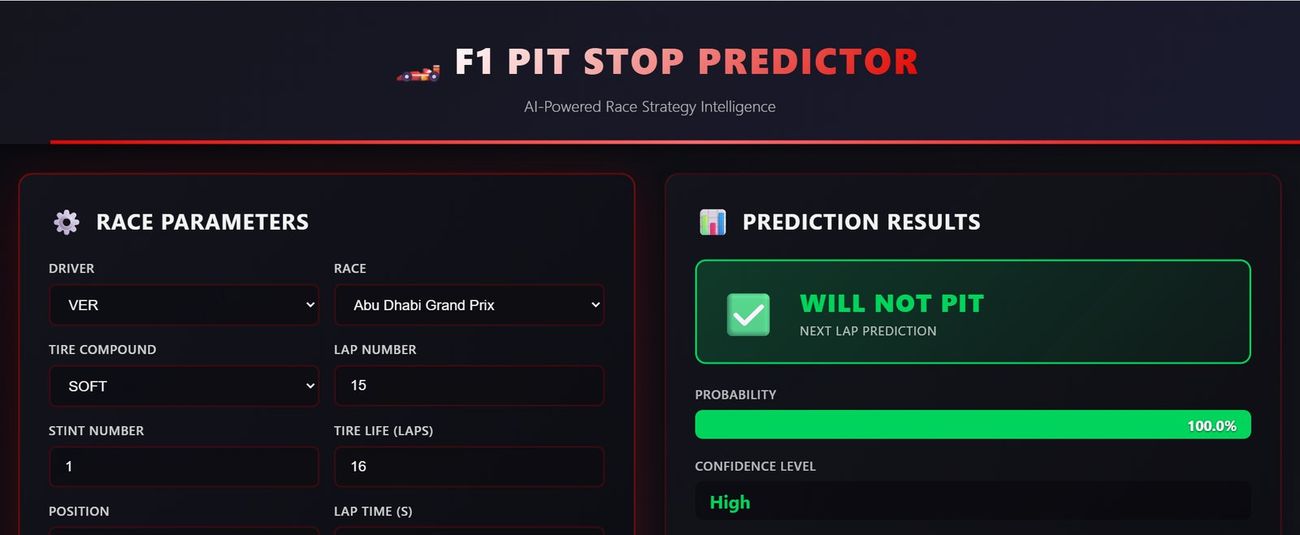 F1 PIT STOP PREDICTOR
AI-Powered Race Strategy Intelligence
RACE PARAMETERS
DRIVER RACE
VER Abu Dhabi Grand Prix
TIRE COMPOUND LAP NUMBER
SOFT 15
STINT NUMBER TIRE LIFE (LAPS)
1 16
POSITION LAP TIME (S)
PREDICTION RESULTS
WILL NOT PIT
NEXT LAP PREDICTION
PROBABILITY
100.0%
CONFIDENCE LEVEL
High